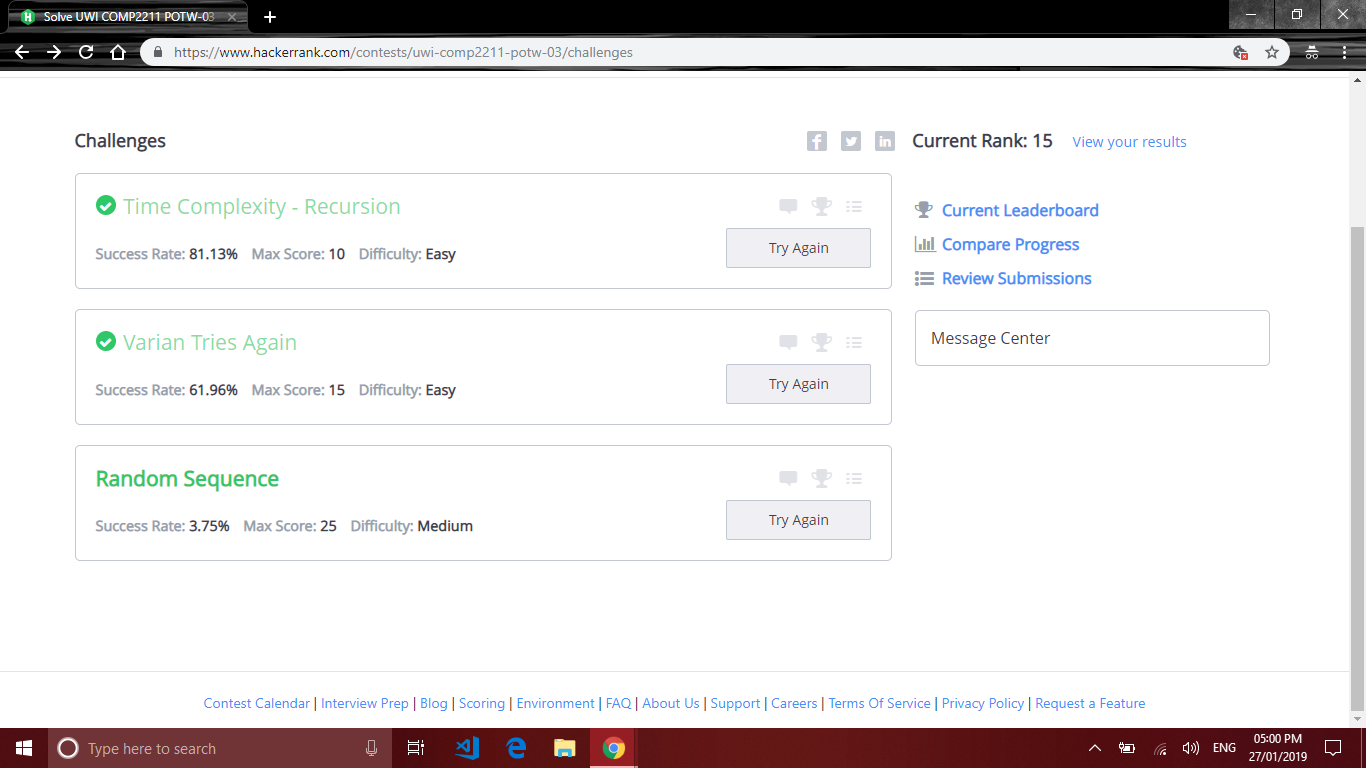 Solve UWI COMP2211 POTW-03
https://www.hackerrank.com/contests/uwi-comp2211-potw-03/challenges
Challenges
Current Rank: 15 View your results
Time Complexity - Recursion
Success Rate: 81.13% Max Score: 10 Difficulty: Easy
Try Again
Varian Tries Again
Success Rate: 61.96% Max Score: 15 Difficulty: Easy
Try Again
Random Sequence
Success Rate: 3.75% Max Score: 25 Difficulty: Medium
Try Again
Current Leaderboard
Compare Progress
Review Submissions
Message Center
Contest Calendar | Interview Prep | Blog | Scoring | Environment | FAQ | About Us | Support | Careers | Terms Of Service | Privacy Policy | Request a Feature
Type here to search
ENG
05:00 PM
27/01/2019